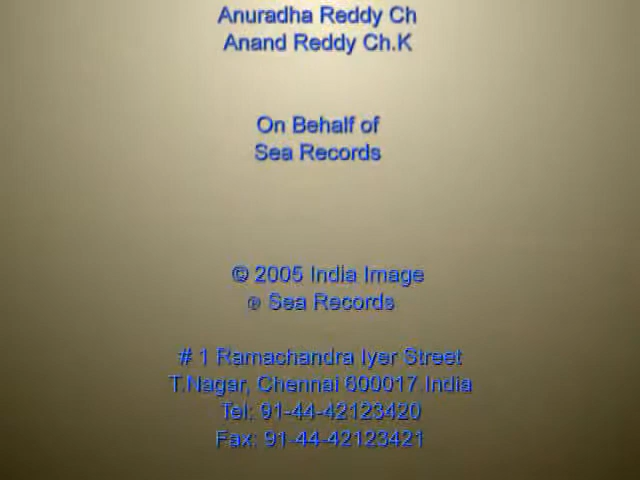 Anuradha Reddy Ch
Anand Reddy Ch.K
On Behalf of
Sea Records
© 2005 India Image
℗ Sea Records
# 1 Ramachandra Iyer Street
T.Nagar, Chennai 600017.India
Tel: 91-44-42123420
Fax: 91-44-42123421